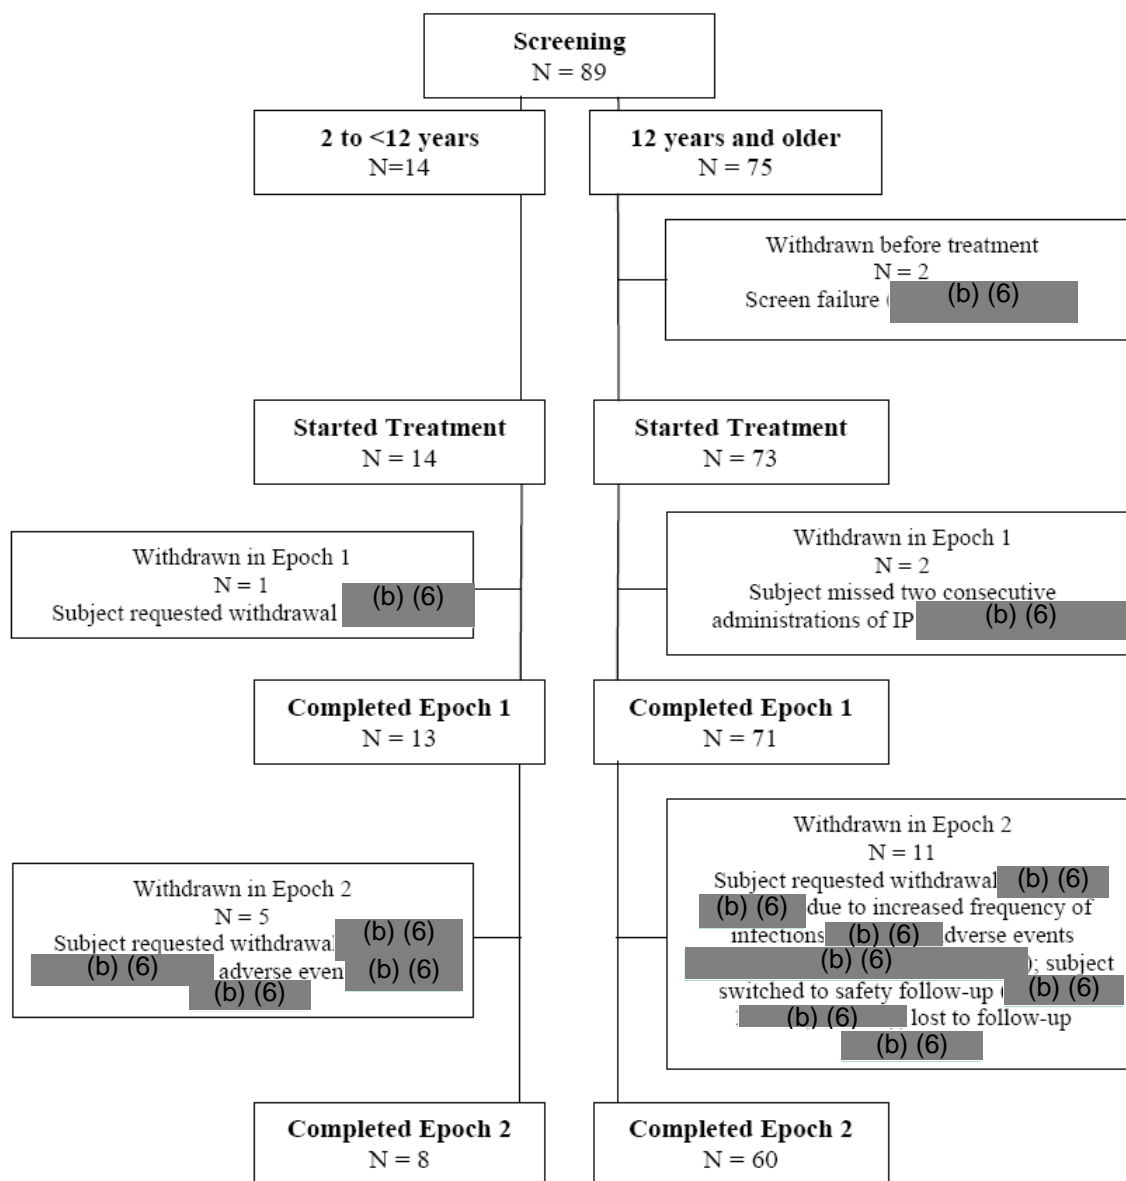 Screening
N = 89
2 to <12 years
N=14
12 years and older
N = 75
Withdrawn before treatment
N = 2
Screen failure ( (b) (6)
Started Treatment
N = 14
Started Treatment
N = 73
Withdrawn in Epoch 1
N = 1
Subject requested withdrawal (b) (6)
Withdrawn in Epoch 1
N = 2
Subject missed two consecutive
administrations of IP (b) (6)
Completed Epoch 1
N = 13
Completed Epoch 1
N = 71
Withdrawn in Epoch 2
N = 5
Subject requested withdrawal (b) (6)
(b) (6) adverse even (b) (6)
(b) (6)
Withdrawn in Epoch 2
N = 11
Subject requested withdrawal (b) (6)
(b) (6) due to increased frequency of
infections (b) (6) dverse events
(b) (6) ); subject
switched to safety follow-up ( (b) (6)
(b) (6) lost to follow-up
(b) (6)
Completed Epoch 2
N = 8
Completed Epoch 2
N = 60